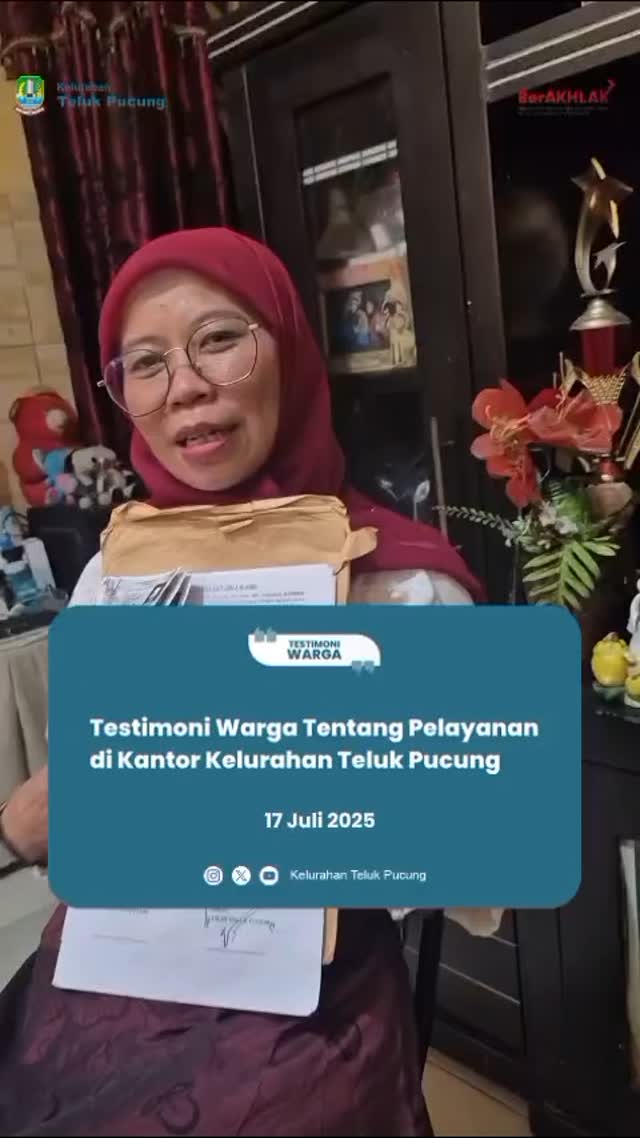 Kelurahan
Teluk Pucung
BerAKHLAK
TESTIMONI
WARGA
Testimoni Warga Tentang Pelayanan
di Kantor Kelurahan Teluk Pucung
17 Juli 2025
Kelurahan Teluk Pucung